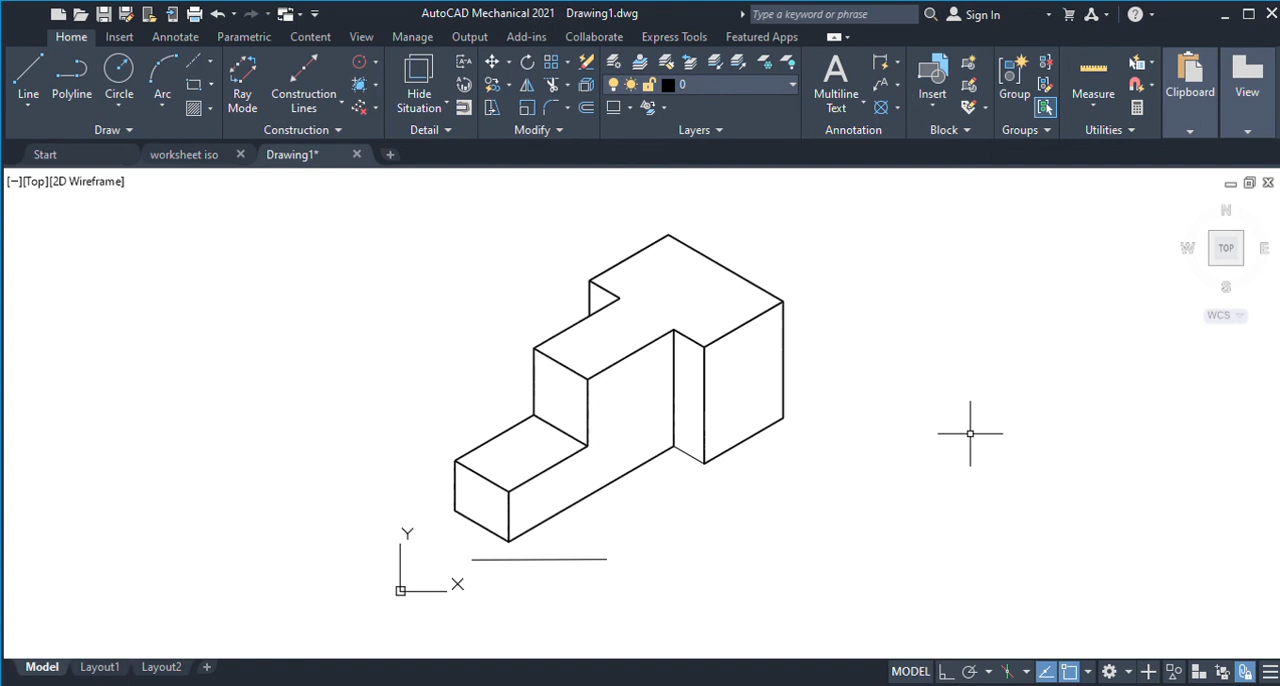 AutoCAD Mechanical 2021 Drawing1.dwg Type a keyword or phrase Sign In
Home Insert Annotate Parametric Content View Manage Output Add-ins Collaborate Express Tools Featured Apps
Line Polyline Circle Arc Ray Mode Construction Lines Hide Situation 0 Multiline Text Insert Group Measure Clipboard View
Draw Construction Detail Modify Layers Annotation Block Groups Utilities
Start worksheet iso Drawing1*
[−][Top][2D Wireframe]
N
W TOP E
S
WCS
Y
X
Model Layout1 Layout2 MODEL